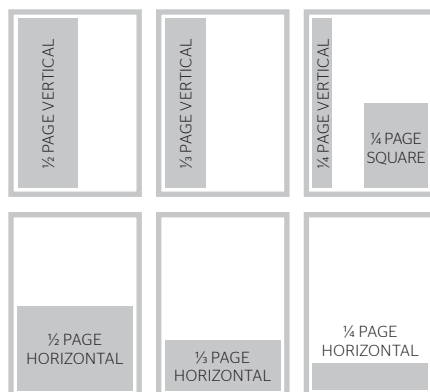 ½ PAGE VERTICAL
⅓ PAGE VERTICAL
¼ PAGE VERTICAL
¼ PAGE
SQUARE
½ PAGE
HORIZONTAL
⅓ PAGE
HORIZONTAL
¼ PAGE
HORIZONTAL